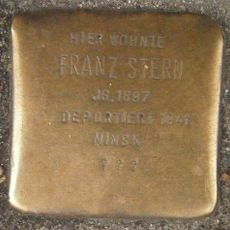 HIER WOHNTE
FRANZ STERN
JG. 1897
DEPORTIERT 1941
MINSK
???